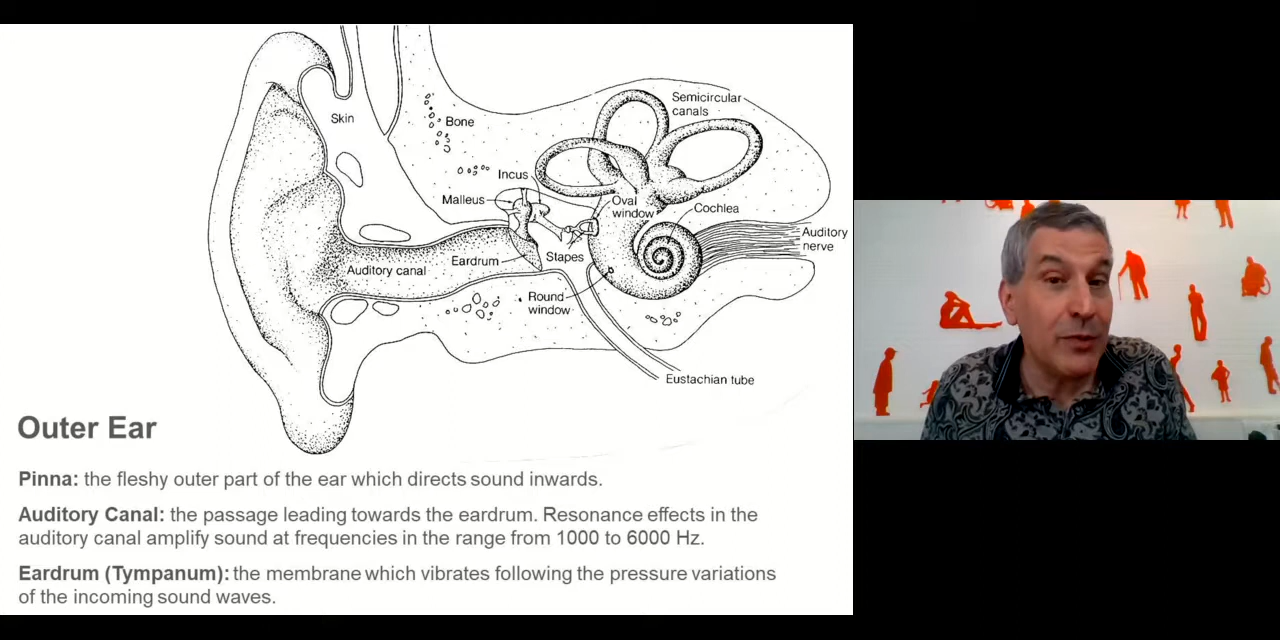 Semicircular
canals
Skin
Bone
Incus
Malleus
Oval
window
Cochlea
Auditory
nerve
Eardrum
Stapes
Auditory canal
Round
window
Eustachian tube
Outer Ear
Pinna: the fleshy outer part of the ear which directs sound inwards.
Auditory Canal: the passage leading towards the eardrum. Resonance effects in the
auditory canal amplify sound at frequencies in the range from 1000 to 6000 Hz.
Eardrum (Tympanum): the membrane which vibrates following the pressure variations
of the incoming sound waves.